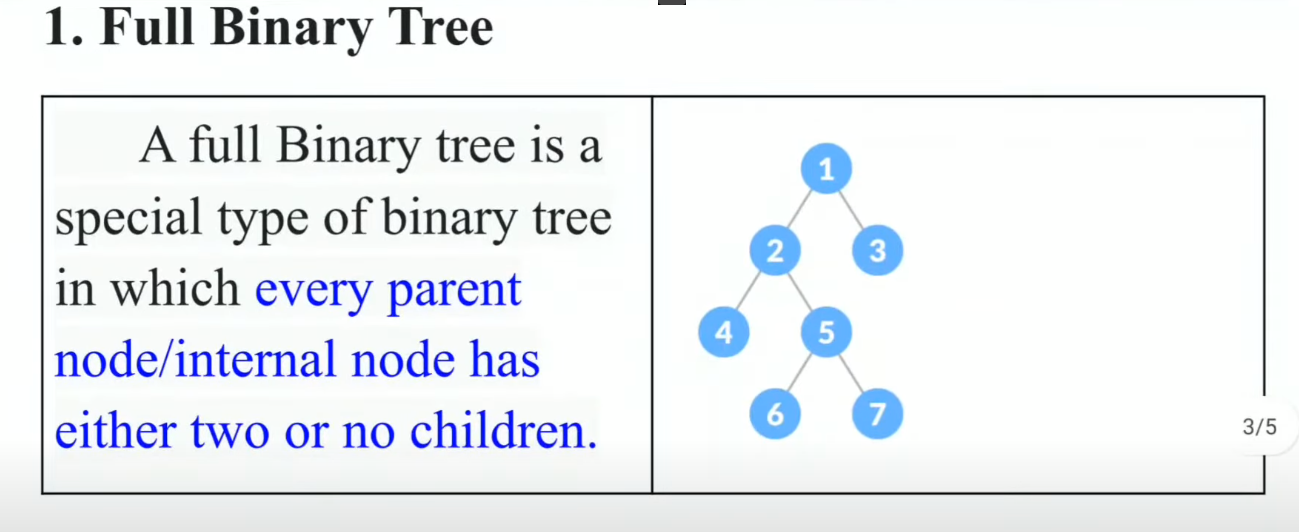 1. Full Binary Tree
A full Binary tree is a
special type of binary tree
in which every parent
node/internal node has
either two or no children.
1
2
3
4
5
6
7
3/5